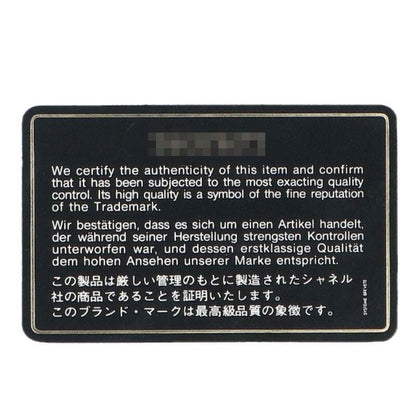 We certify the authenticity of this item and confirm
that it has been subjected to the most exacting quality
control. Its high quality is a symbol of the fine reputation
of the Trademark.
Wir bestätigen, dass es sich um einen Artikel handelt,
der während seiner Herstellung strengsten Kontrollen
unterworfen war, und dessen erstklassige Qualität
dem hohen Ansehen unserer Marke entspricht.
この製品は厳しい管理のもとに製造されたシャネル
社の商品であることを証明いたします。
このブランド・マークは最高級品質の象徴です。